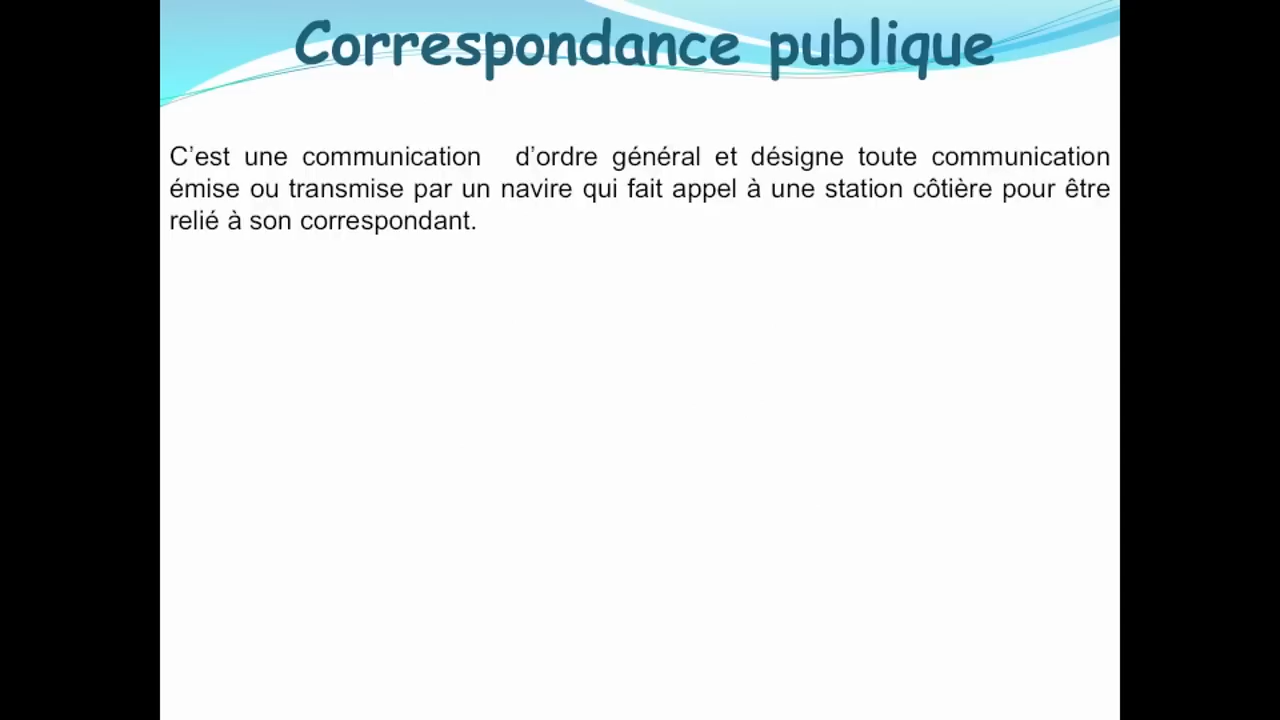 Correspondance publique
C’est une communication  d’ordre général et désigne toute communication
émise ou transmise par un navire qui fait appel à une station côtière pour être
relié à son correspondant.